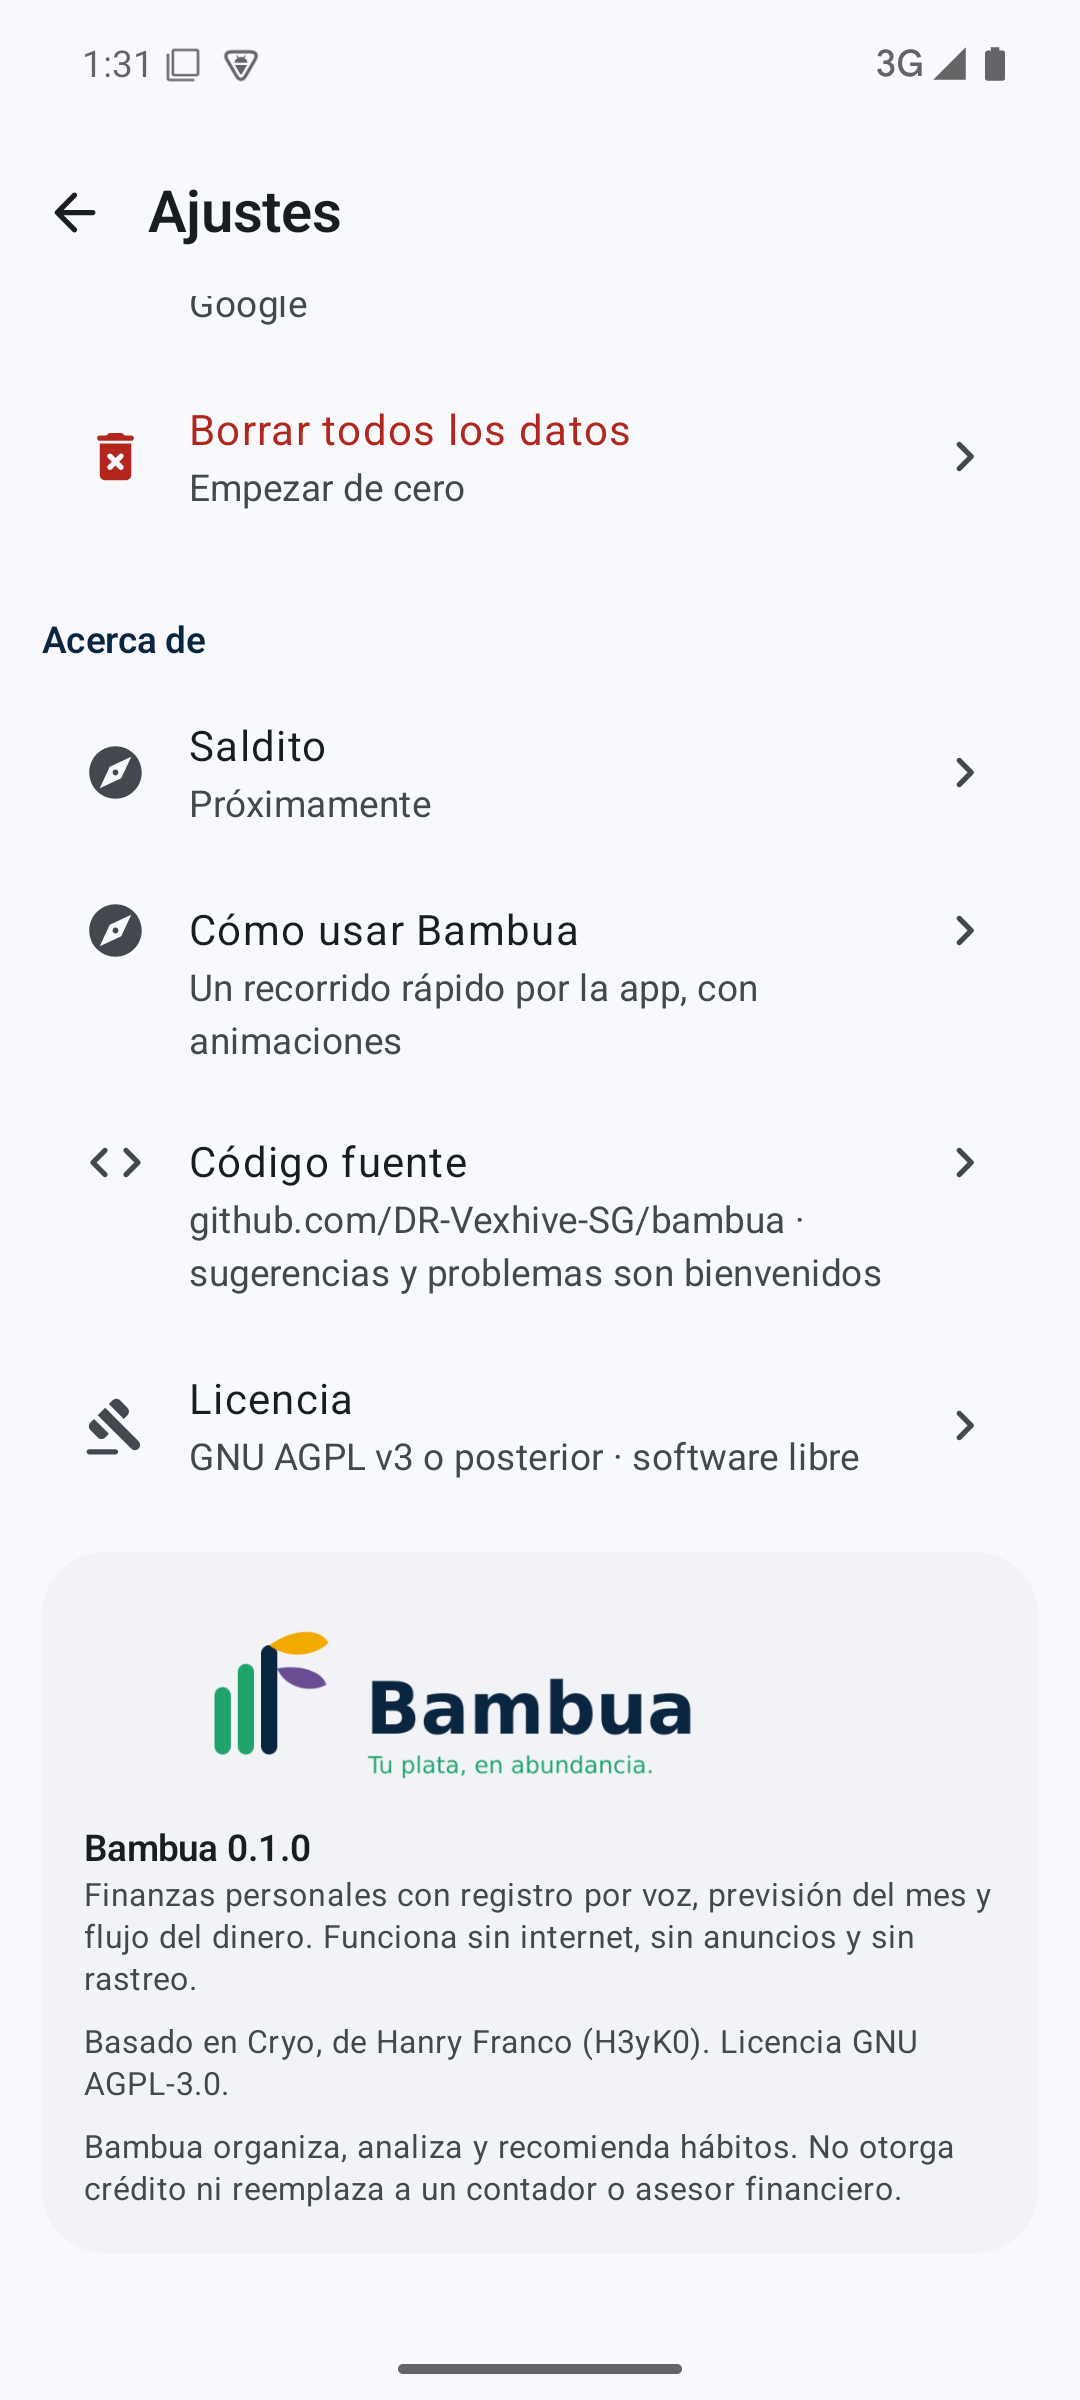 1:31
3G
Ajustes
Google
Borrar todos los datos
Empezar de cero
Acerca de
Saldito
Próximamente
Cómo usar Bambua
Un recorrido rápido por la app, con
animaciones
Código fuente
github.com/DR-Vexhive-SG/bambua ·
sugerencias y problemas son bienvenidos
Licencia
GNU AGPL v3 o posterior · software libre
Bambua
Tu plata, en abundancia.
Bambua 0.1.0
Finanzas personales con registro por voz, previsión del mes y
flujo del dinero. Funciona sin internet, sin anuncios y sin
rastreo.
Basado en Cryo, de Hanry Franco (H3yK0). Licencia GNU
AGPL-3.0.
Bambua organiza, analiza y recomienda hábitos. No otorga
crédito ni reemplaza a un contador o asesor financiero.